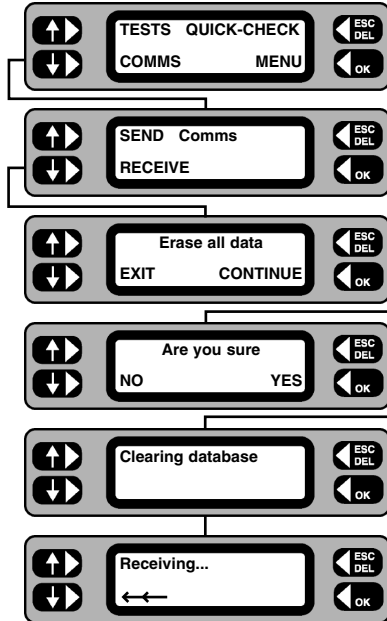 TESTS QUICK-CHECK
COMMS MENU
ESC
DEL
OK
SEND Comms
RECEIVE
ESC
DEL
OK
Erase all data
EXIT CONTINUE
ESC
DEL
OK
Are you sure
NO YES
ESC
DEL
OK
Clearing database
ESC
DEL
OK
Receiving...
ESC
DEL
OK